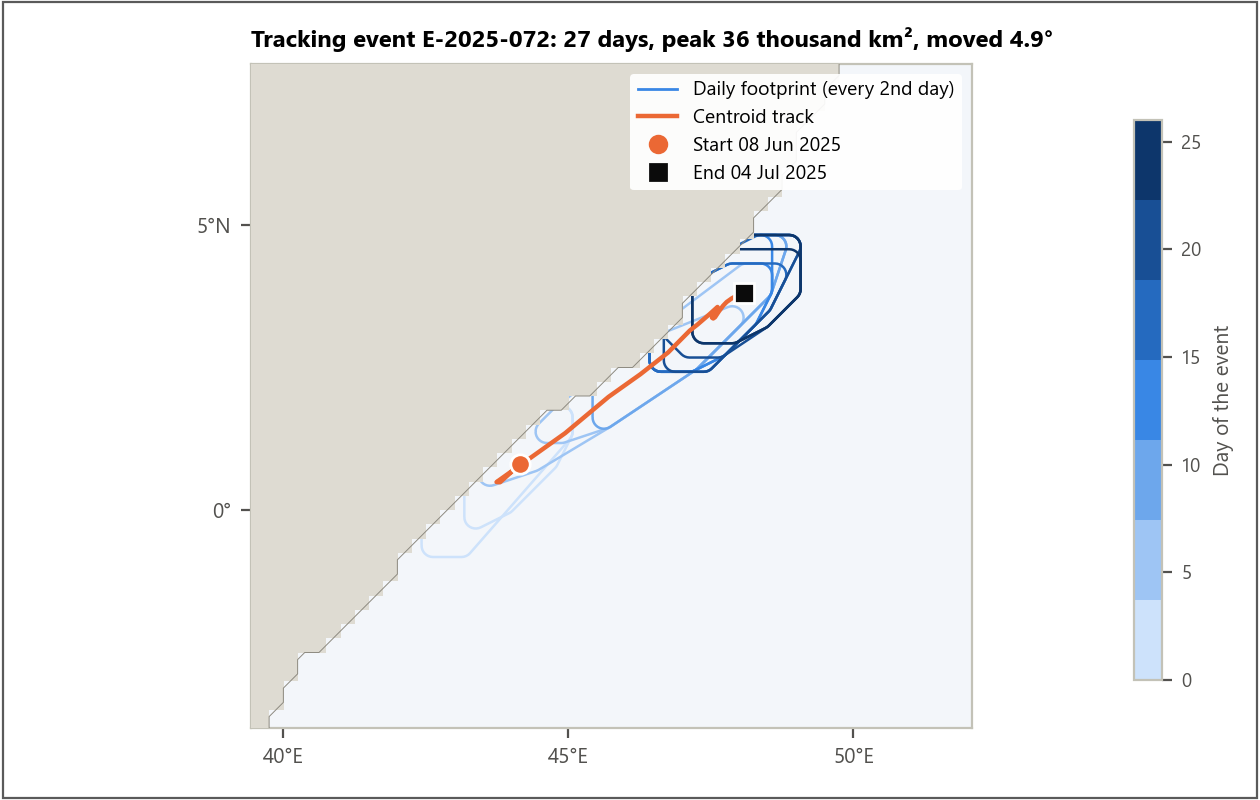 Tracking event E-2025-072: 27 days, peak 36 thousand km², moved 4.9°
Daily footprint (every 2nd day)
Centroid track
Start 08 Jun 2025
End 04 Jul 2025
5°N
0°
40°E
45°E
50°E
25
20
15
10
5
0
Day of the event